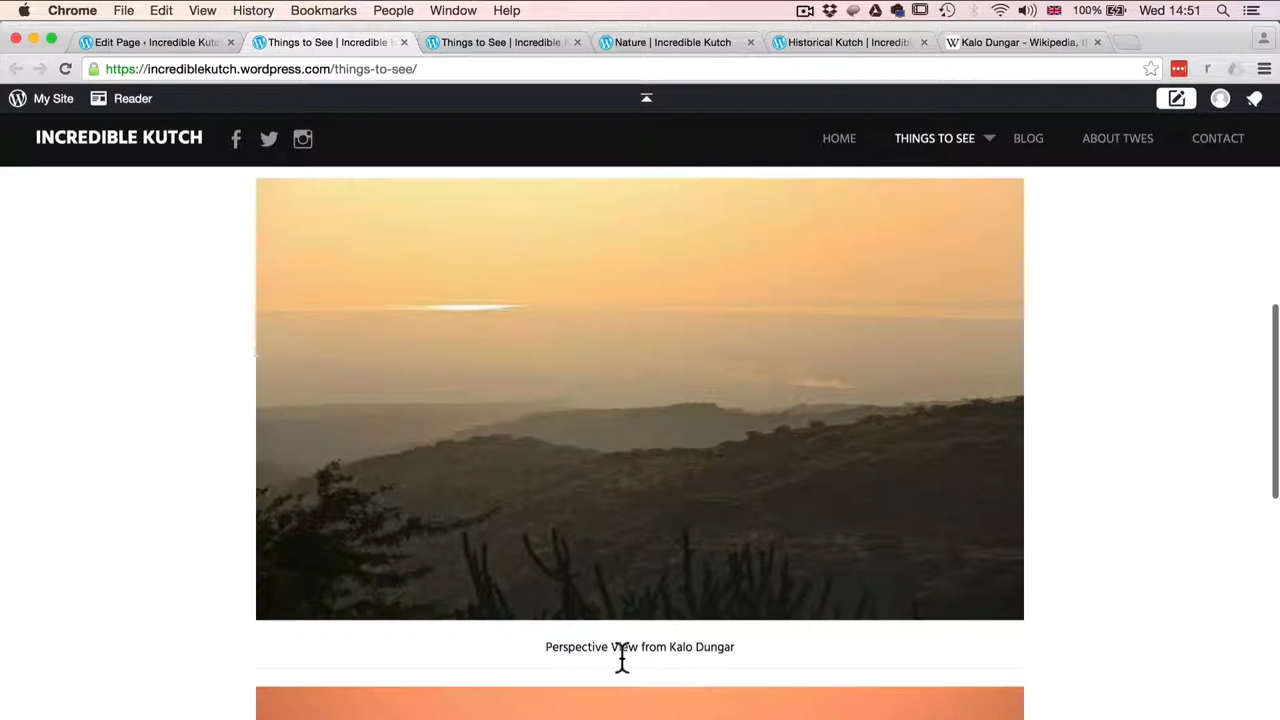 Chrome File Edit View History Bookmarks People Window Help 100% Wed 14:51
Edit Page ‹ Incredible Kutc Things to See | Incredible Things to See | Incredible Nature | Incredible Kutch Historical Kutch | Incredible Kalo Dungar - Wikipedia, t
https://incrediblekutch.wordpress.com/things-to-see/
My Site Reader
INCREDIBLE KUTCH HOME THINGS TO SEE BLOG ABOUT TWES CONTACT
Perspective View from Kalo Dungar